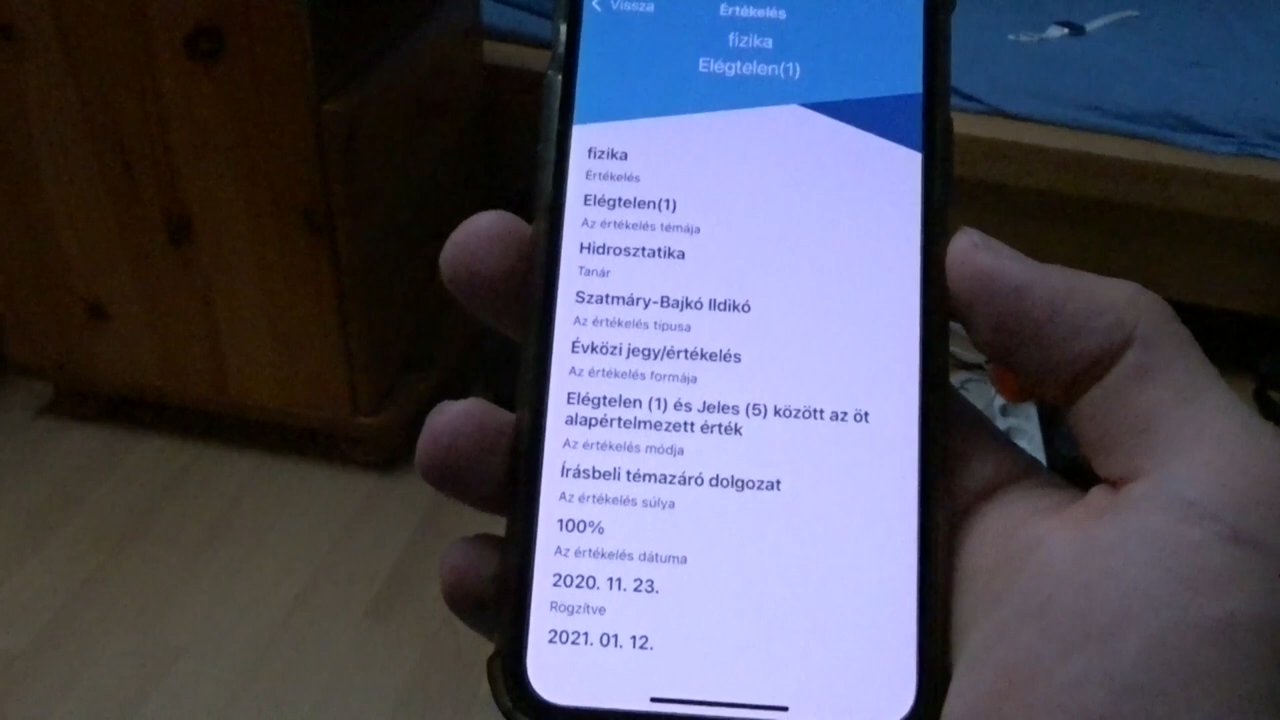 Vissza
Értékelés
fizika
Elégtelen(1)
fizika
Értékelés
Elégtelen(1)
Az értékelés témája
Hidrosztatika
Tanár
Szatmáry-Bajkó Ildikó
Az értékelés típusa
Évközi jegy/értékelés
Az értékelés formája
Elégtelen (1) és Jeles (5) között az öt
alapértelmezett érték
Az értékelés módja
Írásbeli témazáró dolgozat
Az értékelés súlya
100%
Az értékelés dátuma
2020. 11. 23.
Rögzítve
2021. 01. 12.